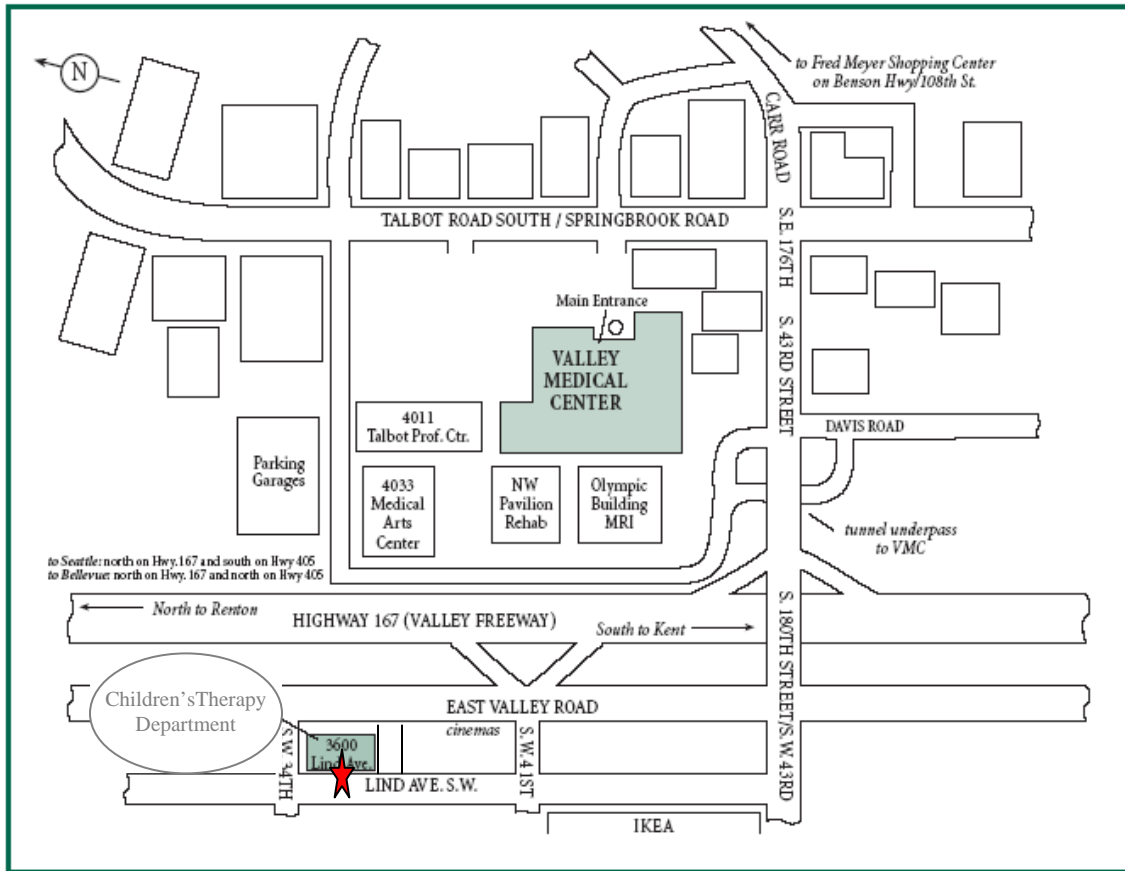 N
to Fred Meyer Shopping Center
on Benson Hwy/108th St.
CARR ROAD
TALBOT ROAD SOUTH / SPRINGBROOK ROAD
S.E. 176TH
S. 43RD STREET
Main Entrance
VALLEY
MEDICAL
CENTER
4011
Talbot Prof. Ctr.
DAVIS ROAD
Parking
Garages
4033
Medical
Arts
Center
NW
Pavilion
Rehab
Olympic
Building
MRI
tunnel underpass
to VMC
to Seattle: north on Hwy. 167 and south on Hwy 405
to Bellevue: north on Hwy. 167 and north on Hwy 405
North to Renton
HIGHWAY 167 (VALLEY FREEWAY)
South to Kent
S. 180TH STREET/S.W. 43RD
Children'sTherapy
Department
EAST VALLEY ROAD
cinemas
S.W. 34TH
3600
Lind Ave.
S.W. 41ST
LIND AVE. S.W.
IKEA